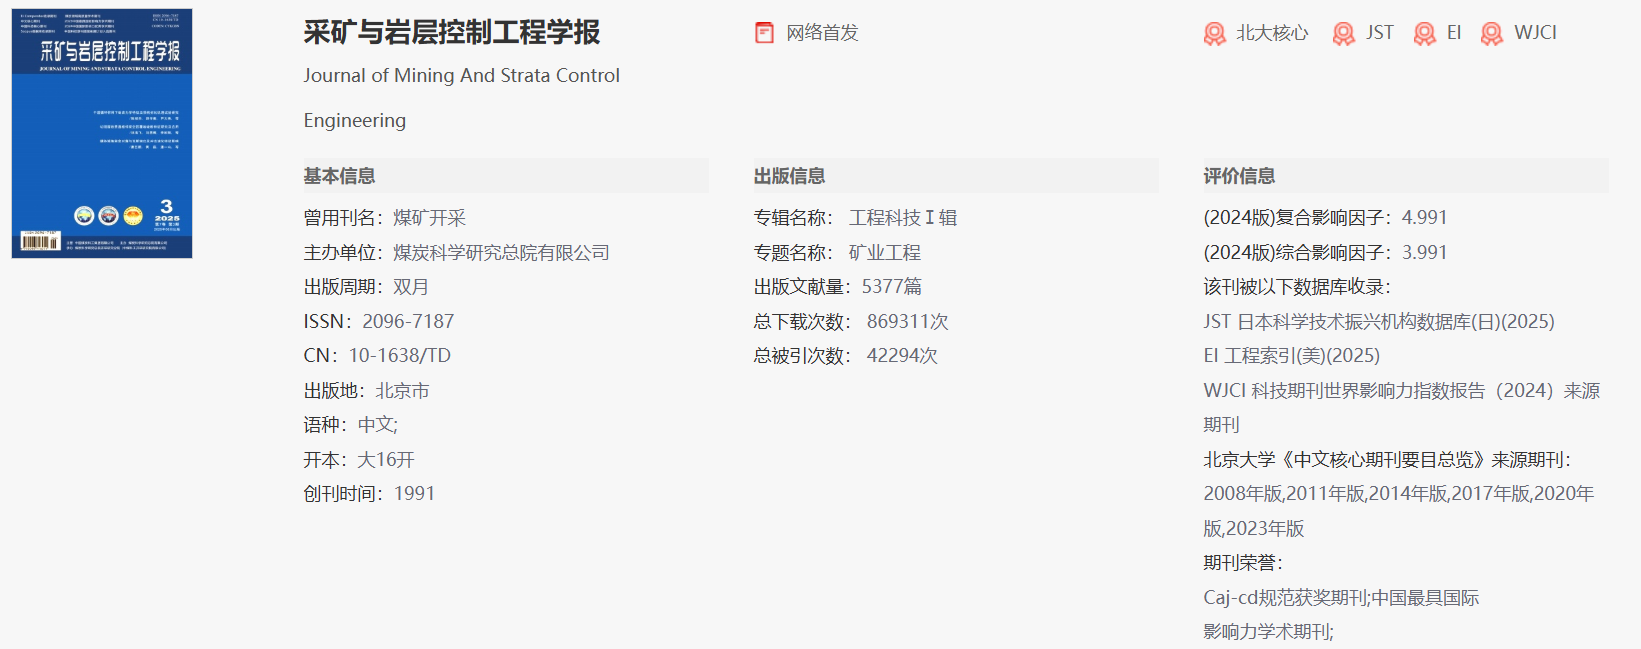 采矿与岩层控制工程学报
JOURNAL OF MINING AND STRATA CONTROL ENGINEERING
3
2025
采矿与岩层控制工程学报
Journal of Mining And Strata Control
Engineering
网络首发
北大核心 JST EI WJCI
基本信息
曾用刊名：煤矿开采
主办单位：煤炭科学研究总院有限公司
出版周期：双月
ISSN：2096-7187
CN：10-1638/TD
出版地：北京市
语种：中文;
开本：大16开
创刊时间：1991
出版信息
专辑名称：工程科技Ⅰ辑
专题名称：矿业工程
出版文献量：5377篇
总下载次数：869311次
总被引次数：42294次
评价信息
(2024版)复合影响因子：4.991
(2024版)综合影响因子：3.991
该刊被以下数据库收录：
JST 日本科学技术振兴机构数据库(日)(2025)
EI 工程索引(美)(2025)
WJCI 科技期刊世界影响力指数报告（2024）来源
期刊
北京大学《中文核心期刊要目总览》来源期刊：
2008年版,2011年版,2014年版,2017年版,2020年
版,2023年版
期刊荣誉：
Caj-cd规范获奖期刊;中国最具国际
影响力学术期刊;